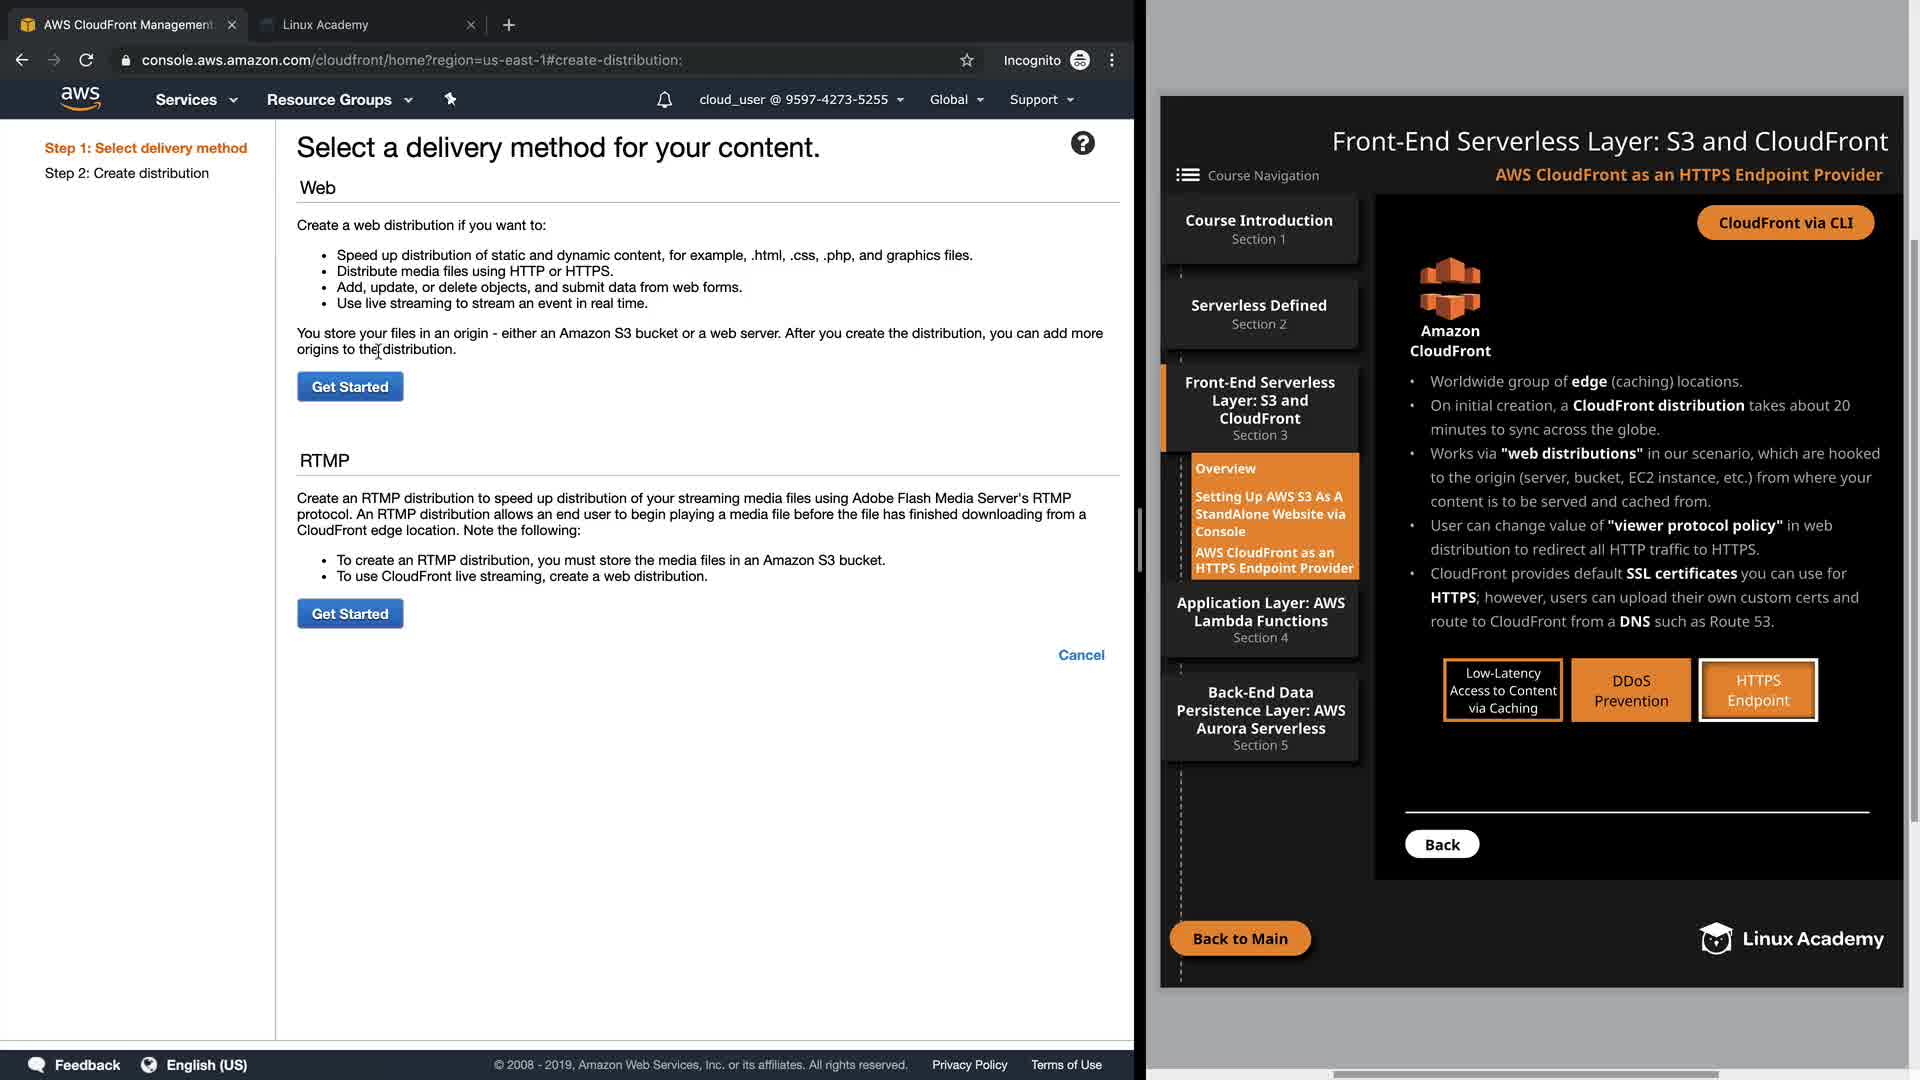 AWS CloudFront Management
Linux Academy
console.aws.amazon.com/cloudfront/home?region=us-east-1#create-distribution:
Incognito
aws
Services
Resource Groups
cloud_user @ 9597-4273-5255
Global
Support
Step 1: Select delivery method
Step 2: Create distribution
Select a delivery method for your content.
Web
Create a web distribution if you want to:
• Speed up distribution of static and dynamic content, for example, .html, .css, .php, and graphics files.
• Distribute media files using HTTP or HTTPS.
• Add, update, or delete objects, and submit data from web forms.
• Use live streaming to stream an event in real time.
You store your files in an origin - either an Amazon S3 bucket or a web server. After you create the distribution, you can add more
origins to the distribution.
Get Started
RTMP
Create an RTMP distribution to speed up distribution of your streaming media files using Adobe Flash Media Server's RTMP
protocol. An RTMP distribution allows an end user to begin playing a media file before the file has finished downloading from a
CloudFront edge location. Note the following:
• To create an RTMP distribution, you must store the media files in an Amazon S3 bucket.
• To use CloudFront live streaming, create a web distribution.
Get Started
Cancel
Feedback
English (US)
© 2008 - 2019, Amazon Web Services, Inc. or its affiliates. All rights reserved.
Privacy Policy
Terms of Use
Front-End Serverless Layer: S3 and CloudFront
Course Navigation
AWS CloudFront as an HTTPS Endpoint Provider
Course Introduction
Section 1
Serverless Defined
Section 2
Front-End Serverless
Layer: S3 and
CloudFront
Section 3
Overview
Setting Up AWS S3 As A
StandAlone Website via
Console
AWS CloudFront as an
HTTPS Endpoint Provider
Application Layer: AWS
Lambda Functions
Section 4
Back-End Data
Persistence Layer: AWS
Aurora Serverless
Section 5
Back to Main
CloudFront via CLI
Amazon
CloudFront
• Worldwide group of edge (caching) locations.
• On initial creation, a CloudFront distribution takes about 20
minutes to sync across the globe.
• Works via "web distributions" in our scenario, which are hooked
to the origin (server, bucket, EC2 instance, etc.) from where your
content is to be served and cached from.
• User can change value of "viewer protocol policy" in web
distribution to redirect all HTTP traffic to HTTPS.
• CloudFront provides default SSL certificates you can use for
HTTPS; however, users can upload their own custom certs and
route to CloudFront from a DNS such as Route 53.
Low-Latency
Access to Content
via Caching
DDoS
Prevention
HTTPS
Endpoint
Back
Linux Academy